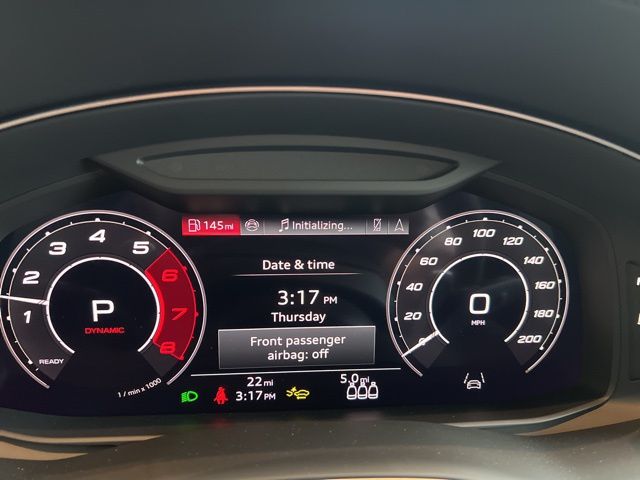 145 mi
Initializing...
Date & time
3:17 PM
Thursday
Front passenger
airbag: off
22 mi
3:17 PM
5.0 mi
1
2
3
4
5
6
7
8
P
DYNAMIC
READY
1 / min x 1000
0
MPH
20
40
60
80
100
120
140
160
180
200